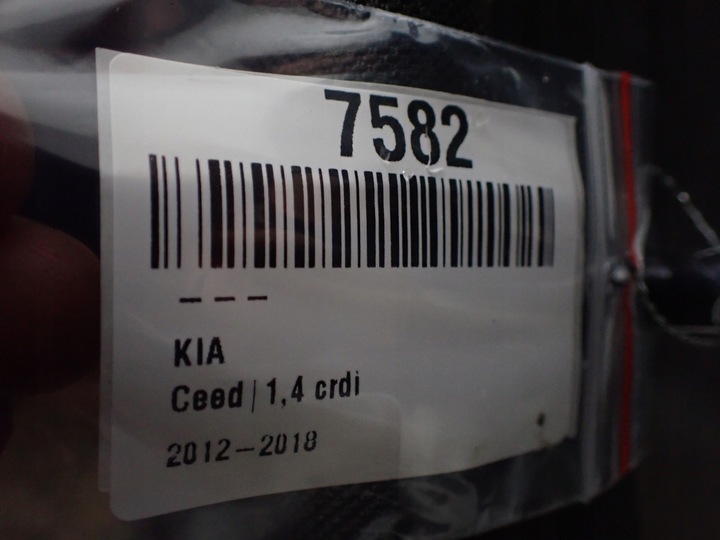 7582
– – –
KIA
Ceed | 1,4 crdi
2012–2018